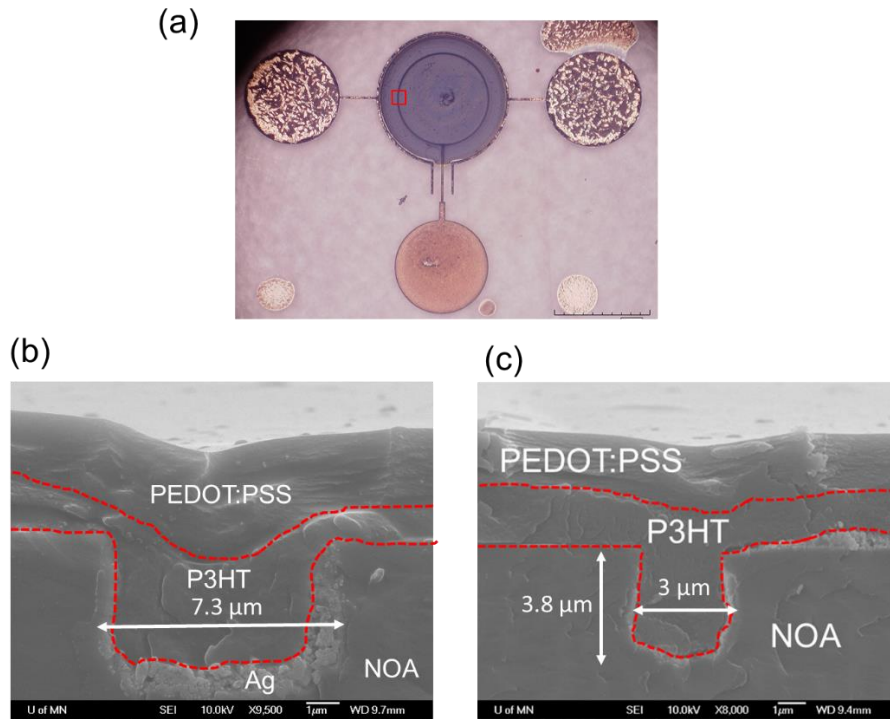 (a)
(b)
(c)
PEDOT:PSS
P3HT
7.3 μm
Ag
NOA
U of MN SEI 10.0kV X9,500 1μm WD 9.7mm
PEDOT:PSS
P3HT
3.8 μm
3 μm
NOA
U of MN SEI 10.0kV X8,000 1μm WD 9.4mm